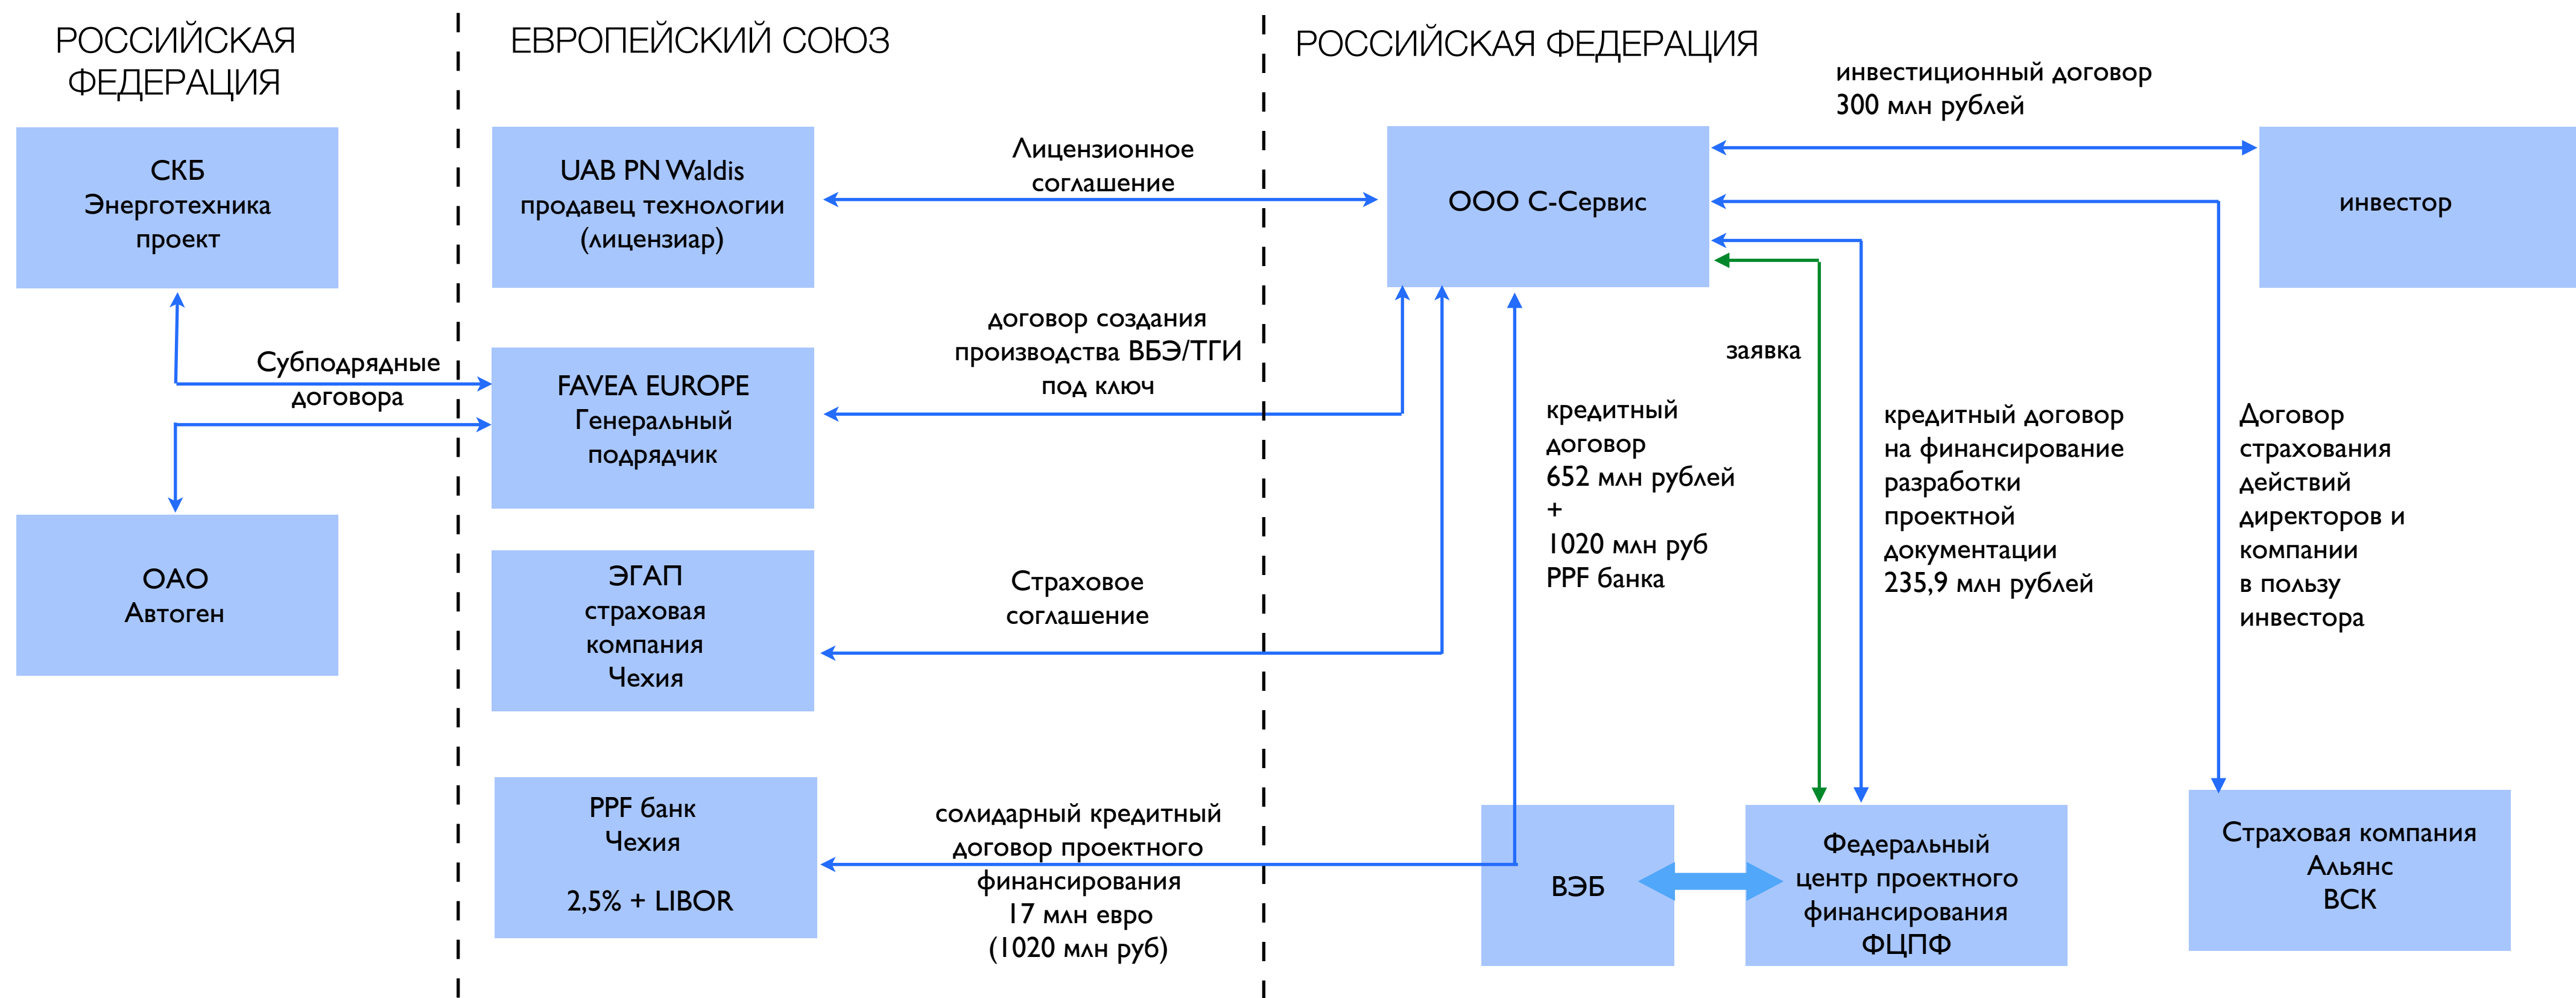 РОССИЙСКАЯ
ФЕДЕРАЦИЯ
ЕВРОПЕЙСКИЙ СОЮЗ
РОССИЙСКАЯ ФЕДЕРАЦИЯ
СКБ
Энерготехника
проект
Субподрядные
договора
ОАО
Автоген
UAB PN Waldis
продавец технологии
(лицензиар)
FAVEA EUROPE
Генеральный
подрядчик
ЭГАП
страховая
компания
Чехия
PPF банк
Чехия
2,5% + LIBOR
Лицензионное
соглашение
договор создания
производства ВБЭ/ТГИ
под ключ
Страховое
соглашение
солидарный кредитный
договор проектного
финансирования
17 млн евро
(1020 млн руб)
ООО С-Сервис
инвестиционный договор
300 млн рублей
инвестор
кредитный
договор
652 млн рублей
+
1020 млн руб
PPF банка
заявка
кредитный договор
на финансирование
разработки
проектной
документации
235,9 млн рублей
Договор
страхования
действий
директоров и
компании
в пользу
инвестора
ВЭБ
Федеральный
центр проектного
финансирования
ФЦПФ
Страховая компания
Альянс
ВСК